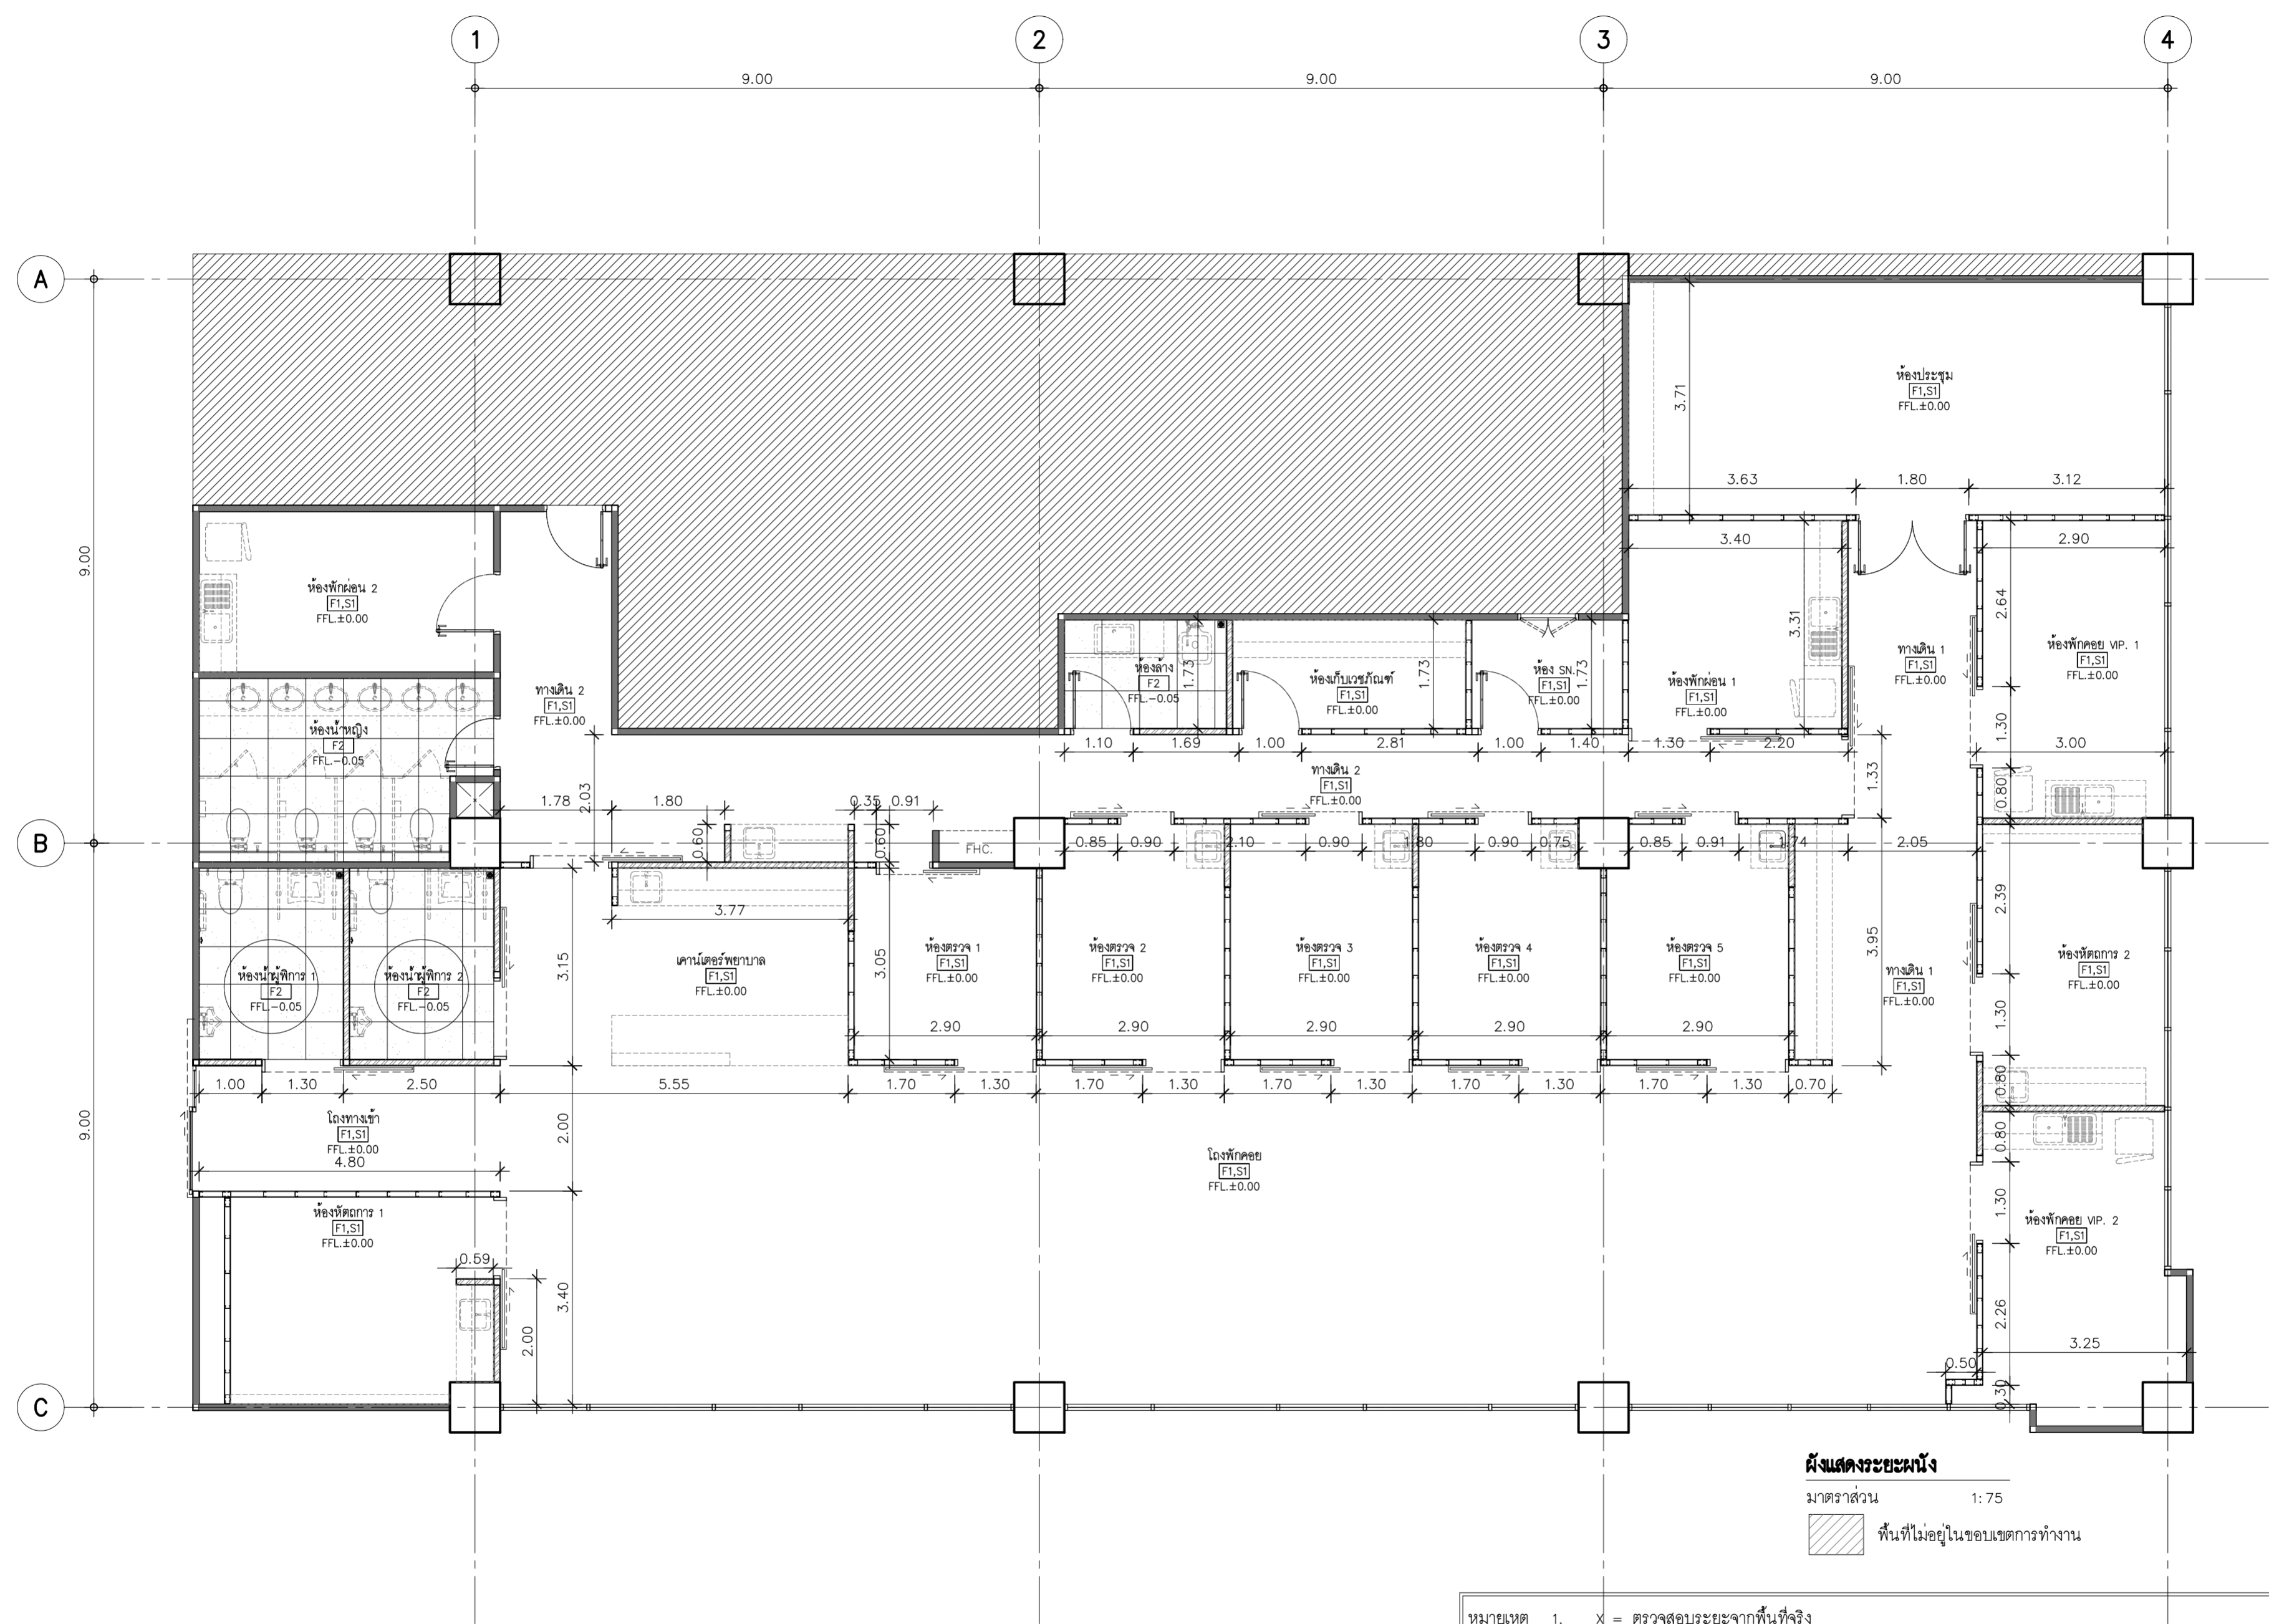 1 2 3 4
9.00 9.00 9.00
A
ห้องประชุม
F1,S1
FFL.±0.00
3.71
3.63 1.80 3.12
9.00
3.40 2.90
ห้องพักผ่อน 2
F1,S1
FFL.±0.00
3.31
2.64
ห้องพักคอย VIP. 1
F1,S1
FFL.±0.00
ทางเดิน 1
F1,S1
FFL.±0.00
ห้องล้าง
F2
FFL.-0.05
1.73
ห้องเก็บเวชภัณฑ์
F1,S1
FFL.±0.00
1.73
ห้อง SN.
F1,S1
FFL.±0.00
1.73
ห้องพักผ่อน 1
F1,S1
FFL.±0.00
ทางเดิน 2
F1,S1
FFL.±0.00
ห้องน้ำหญิง
F2
FFL.-0.05
1.10 1.69 1.00 2.81 1.00 1.40 1.30 2.20
1.30
3.00
2.03
1.33
ทางเดิน 2
F1,S1
FFL.±0.00
0.80
1.78 1.80 0.35 0.91
0.60 0.60
FHC.
B
0.85 0.90 2.10 0.90 1.80 0.90 0.75 0.85 0.91 1.74 2.05
3.77
2.39
3.15
3.05
3.95
เคาน์เตอร์พยาบาล
F1,S1
FFL.±0.00
ห้องตรวจ 1
F1,S1
FFL.±0.00
ห้องตรวจ 2
F1,S1
FFL.±0.00
ห้องตรวจ 3
F1,S1
FFL.±0.00
ห้องตรวจ 4
F1,S1
FFL.±0.00
ห้องตรวจ 5
F1,S1
FFL.±0.00
ทางเดิน 1
F1,S1
FFL.±0.00
ห้องหัตถการ 2
F1,S1
FFL.±0.00
ห้องน้ำผู้พิการ 1
F2
FFL.-0.05
ห้องน้ำผู้พิการ 2
F2
FFL.-0.05
2.90 2.90 2.90 2.90 2.90
1.30
1.00 1.30 2.50 5.55 1.70 1.30 1.70 1.30 1.70 1.30 1.70 1.30 1.70 1.30 0.70
0.80
9.00
โถงทางเข้า
F1,S1
FFL.±0.00
4.80
2.00
0.80
โถงพักคอย
F1,S1
FFL.±0.00
1.30
ห้องหัตถการ 1
F1,S1
FFL.±0.00
ห้องพักคอย VIP. 2
F1,S1
FFL.±0.00
0.59
3.40
2.00
2.26
3.25
0.50
0.30
C
ผังแสดงระยะผนัง
มาตราส่วน 1:75
พื้นที่ไม่อยู่ในขอบเขตการทำงาน
หมายเหตุ 1. X = ตรวจสอบระยะจากพื้นที่จริง